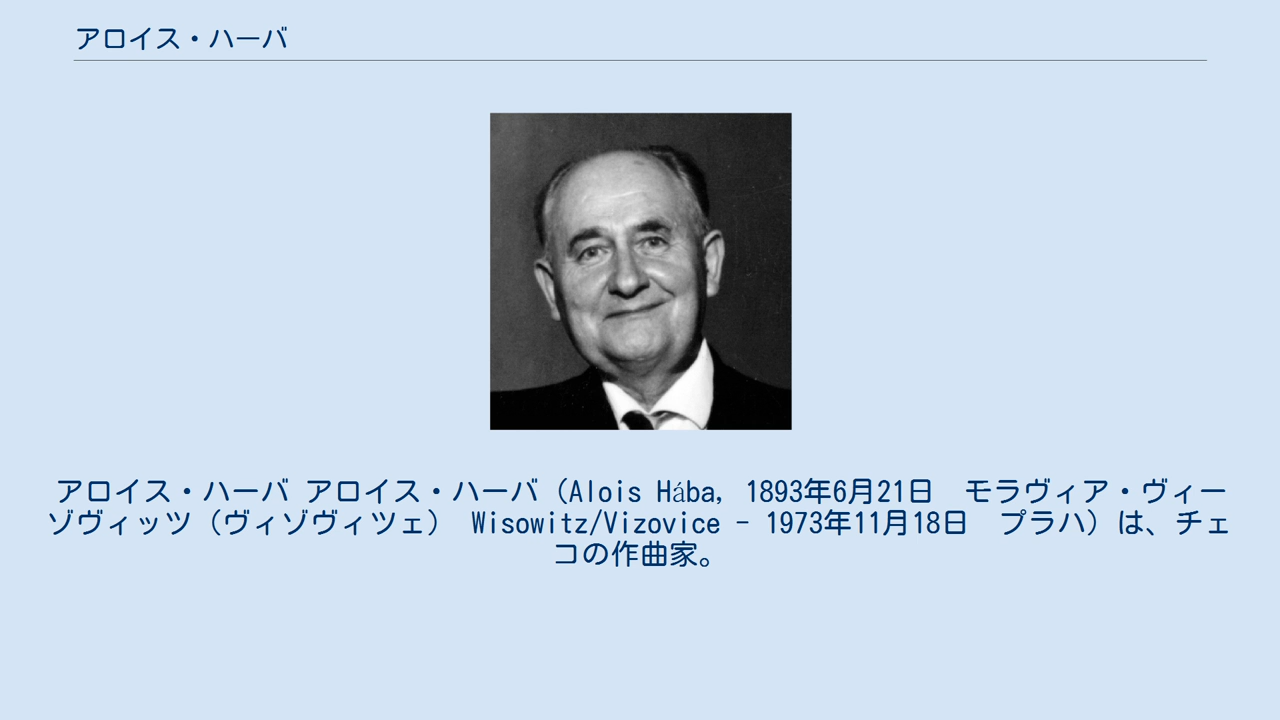 アロイス・ハーバ
アロイス・ハーバ アロイス・ハーバ（Alois Hába, 1893年6月21日　モラヴィア・ヴィー
ゾヴィッツ（ヴィゾヴィツェ） Wisowitz/Vizovice - 1973年11月18日　プラハ）は、チェ
コの作曲家。